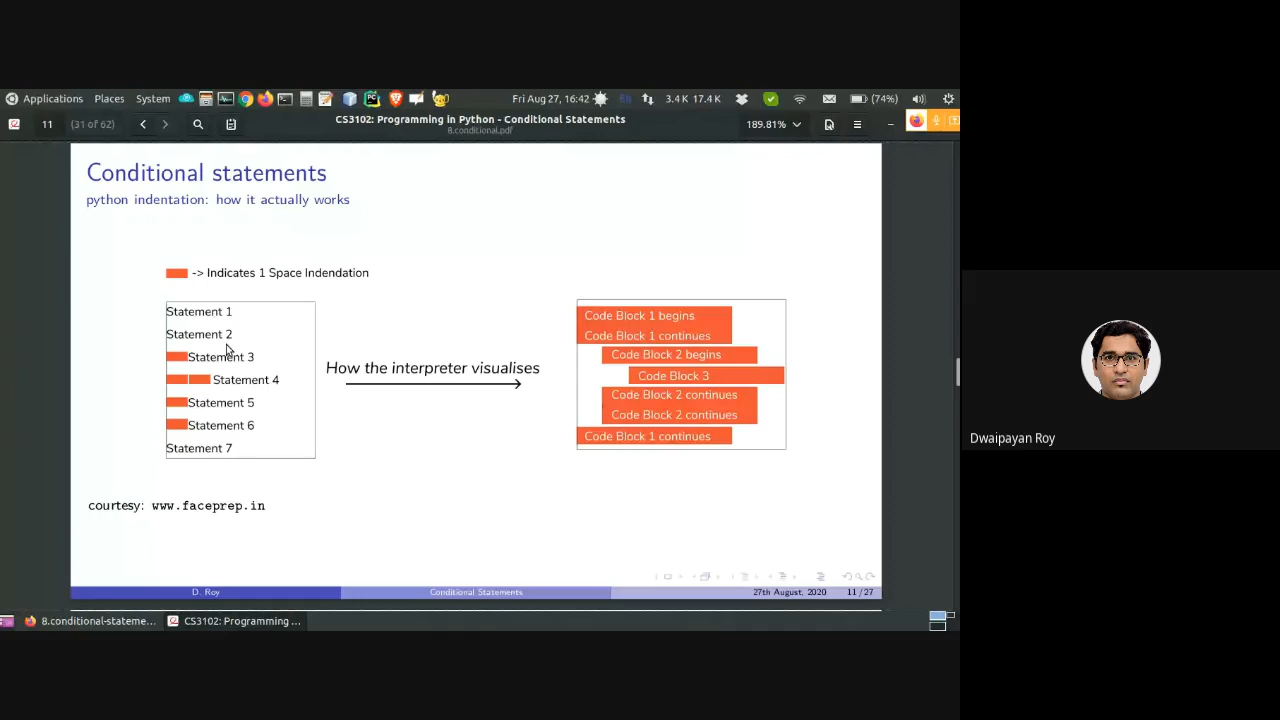 Applications Places System Fri Aug 27, 16:42 En 3.4 K 17.4 K (74%)
11 (31 of 62) CS3102: Programming in Python - Conditional Statements 189.81%
8.conditional.pdf
Conditional statements
python indentation: how it actually works
-> Indicates 1 Space Indentation
Statement 1
Statement 2
Statement 3
Statement 4
Statement 5
Statement 6
Statement 7
How the interpreter visualises
Code Block 1 begins
Code Block 1 continues
Code Block 2 begins
Code Block 3
Code Block 2 continues
Code Block 2 continues
Code Block 1 continues
courtesy: www.faceprep.in
D. Roy Conditional Statements 27th August, 2020 11 / 27
8.conditional-stateme... CS3102: Programming ...
Dwaipayan Roy